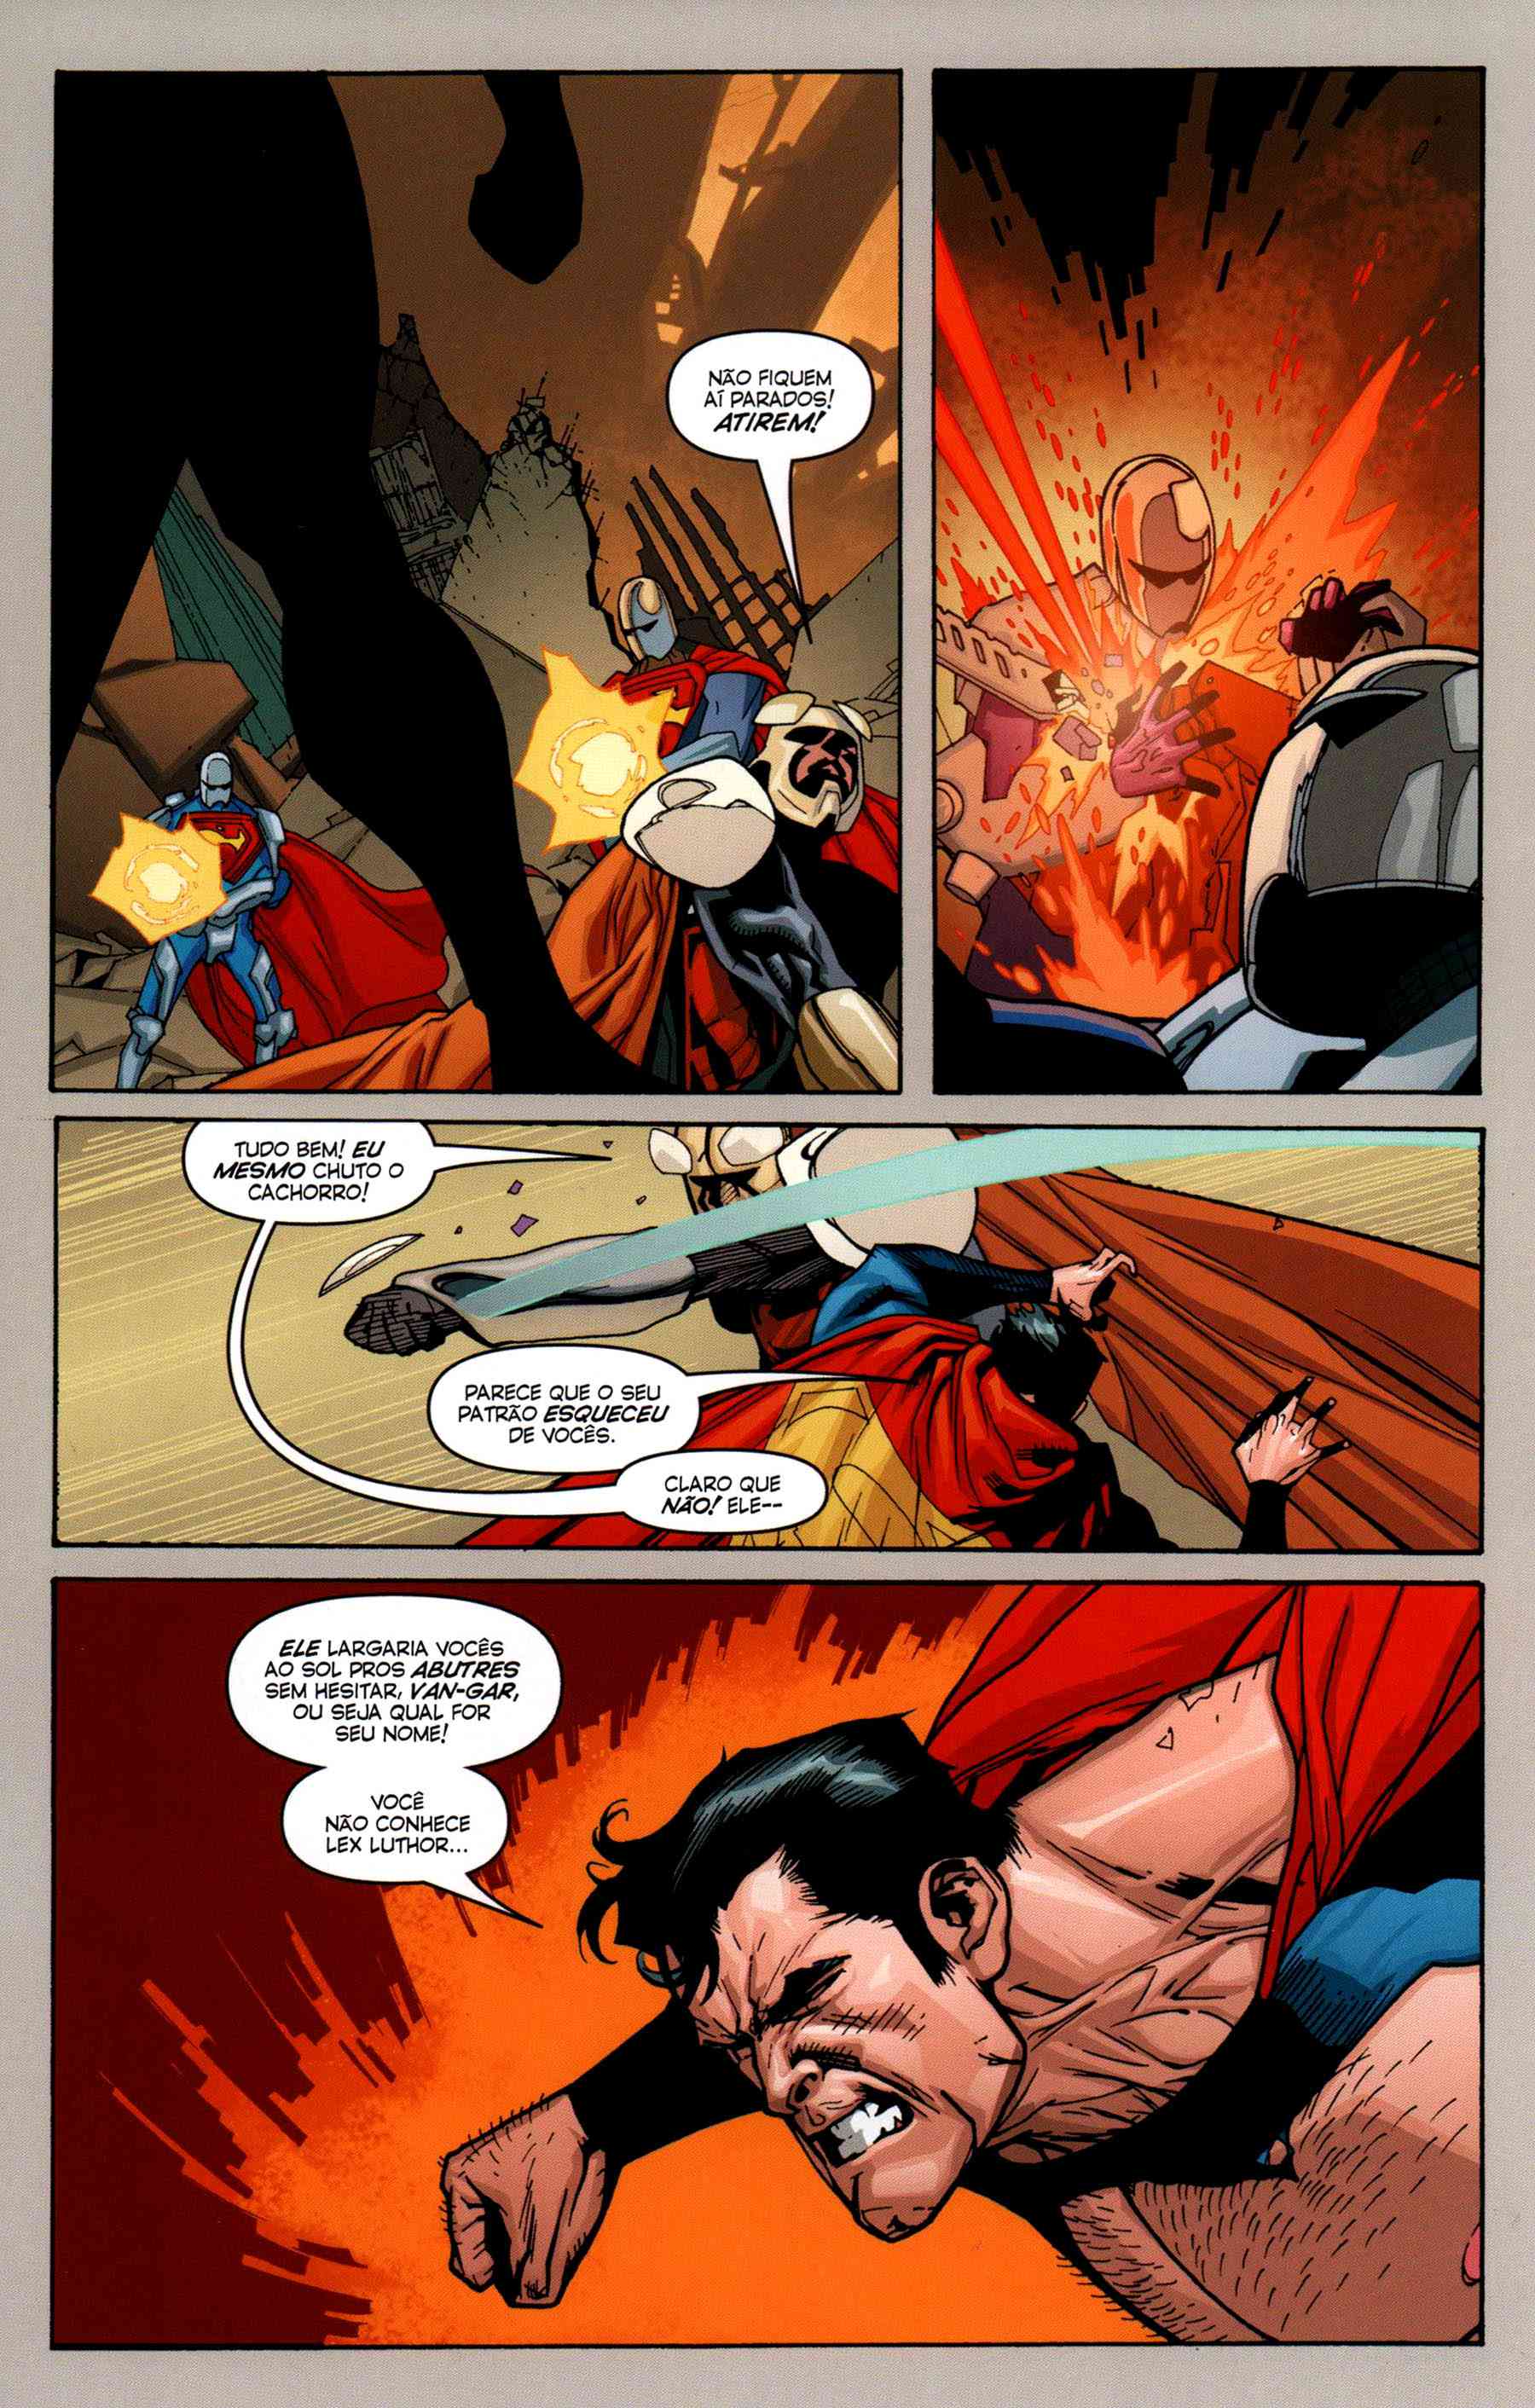 NÃO FIQUEM
AÍ PARADOS!
ATIREM!
TUDO BEM! EU
MESMO CHUTO O
CACHORRO!
PARECE QUE O SEU
PATRÃO ESQUECEU
DE VOCÊS.
CLARO QUE
NÃO! ELE--
ELE LARGARIA VOCÊS
AO SOL PROS ABUTRES
SEM HESITAR, VAN-GAR,
OU SEJA QUAL FOR
SEU NOME!
VOCÊ
NÃO CONHECE
LEX LUTHOR...